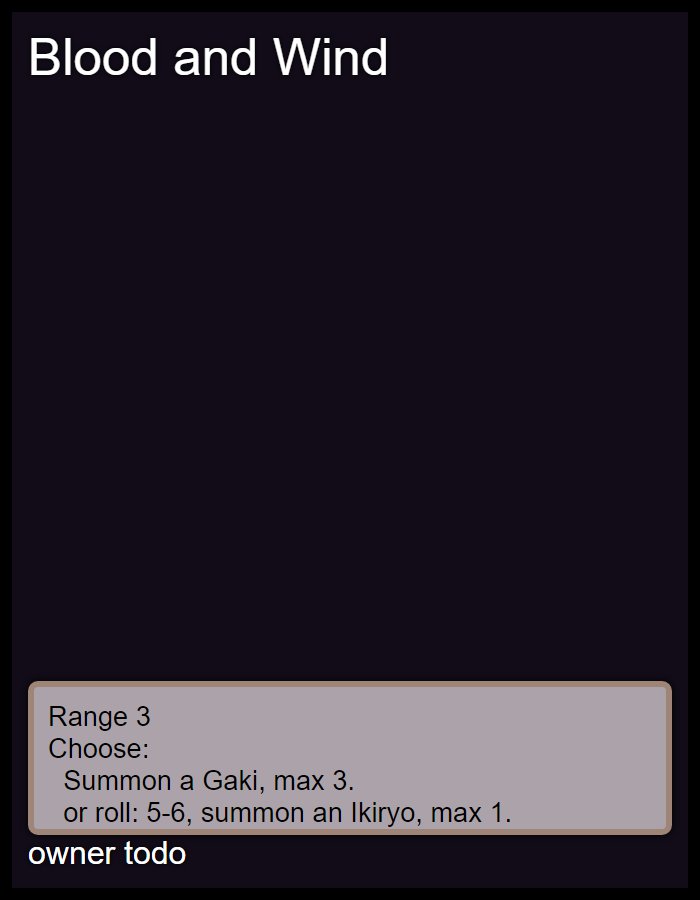 Blood and Wind
Range 3
Choose:
Summon a Gaki, max 3.
or roll: 5-6, summon an Ikiryo, max 1.
owner todo